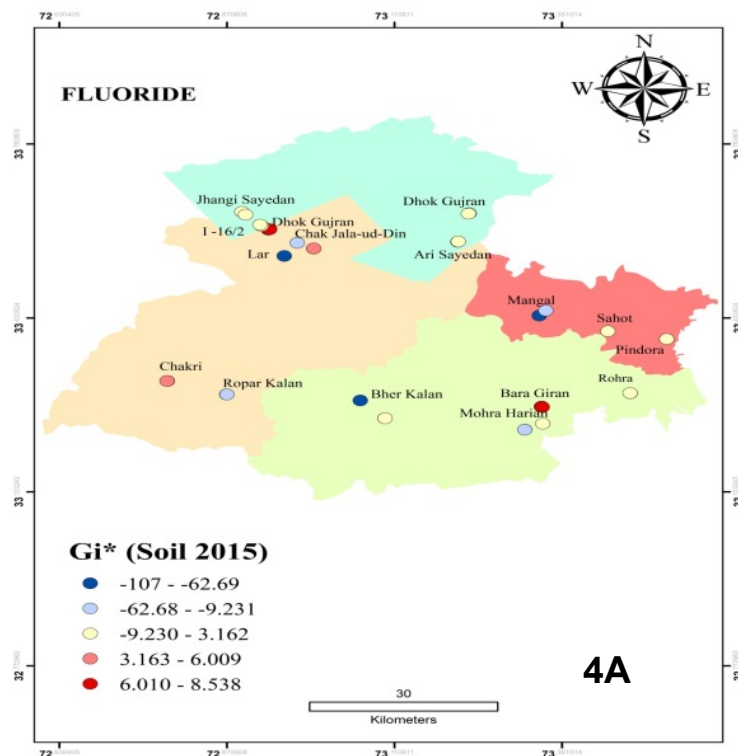 72 73 73
N
FLUORIDE
W E
S
33
Jhangi Sayedan
Dhok Gujran
Dhok Gujran
I -16/2
Chak Jala-ud-Din
Lar
Ari Sayedan
33
Mangal
Sahot
Pindora
Chakri
Ropar Kalan
Bher Kalan
Bara Giran
Rohra
Mohra Harian
33
Gi* (Soil 2015)
-107 - -62.69
-62.68 - -9.231
-9.230 - 3.162
3.163 - 6.009
6.010 - 8.538
4A
30
Kilometers
32
72 72 73 73